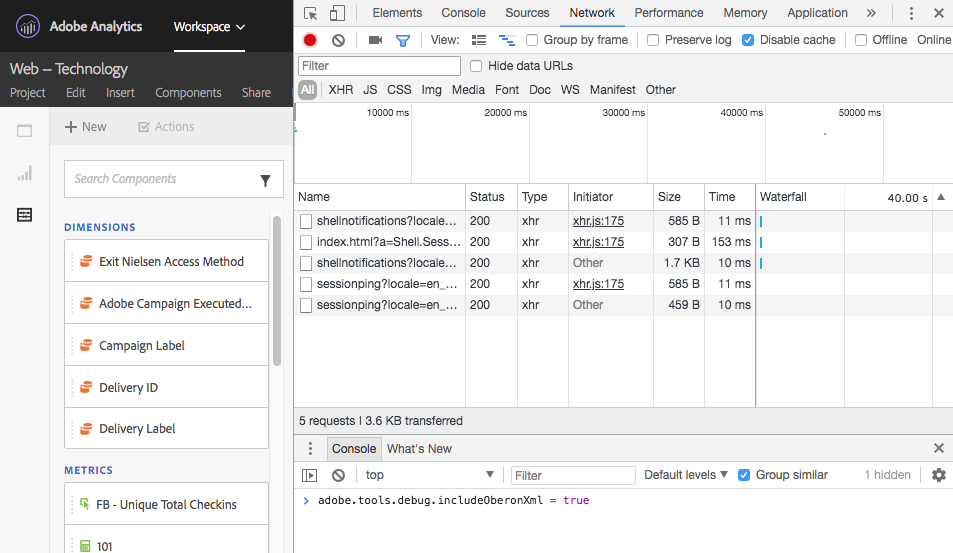 Adobe Analytics
Workspace
Web – Technology
Project Edit Insert Components Share
New Actions
Search Components
DIMENSIONS
Exit Nielsen Access Method
Adobe Campaign Executed...
Campaign Label
Delivery ID
Delivery Label
METRICS
FB - Unique Total Checkins
101
Elements Console Sources Network Performance Memory Application »
View: Group by frame Preserve log Disable cache Offline Online
Filter Hide data URLs
All XHR JS CSS Img Media Font Doc WS Manifest Other
10000 ms 20000 ms 30000 ms 40000 ms 50000 ms
Name Status Type Initiator Size Time Waterfall 40.00 s
shellnotifications?locale... 200 xhr xhr.js:175 585 B 11 ms
index.html?a=Shell.Sess... 200 xhr xhr.js:175 307 B 153 ms
shellnotifications?locale... 200 xhr Other 1.7 KB 10 ms
sessionping?locale=en_... 200 xhr xhr.js:175 585 B 11 ms
sessionping?locale=en_... 200 xhr Other 459 B 10 ms
5 requests | 3.6 KB transferred
Console What's New
top Filter Default levels Group similar 1 hidden
adobe.tools.debug.includeOberonXml = true